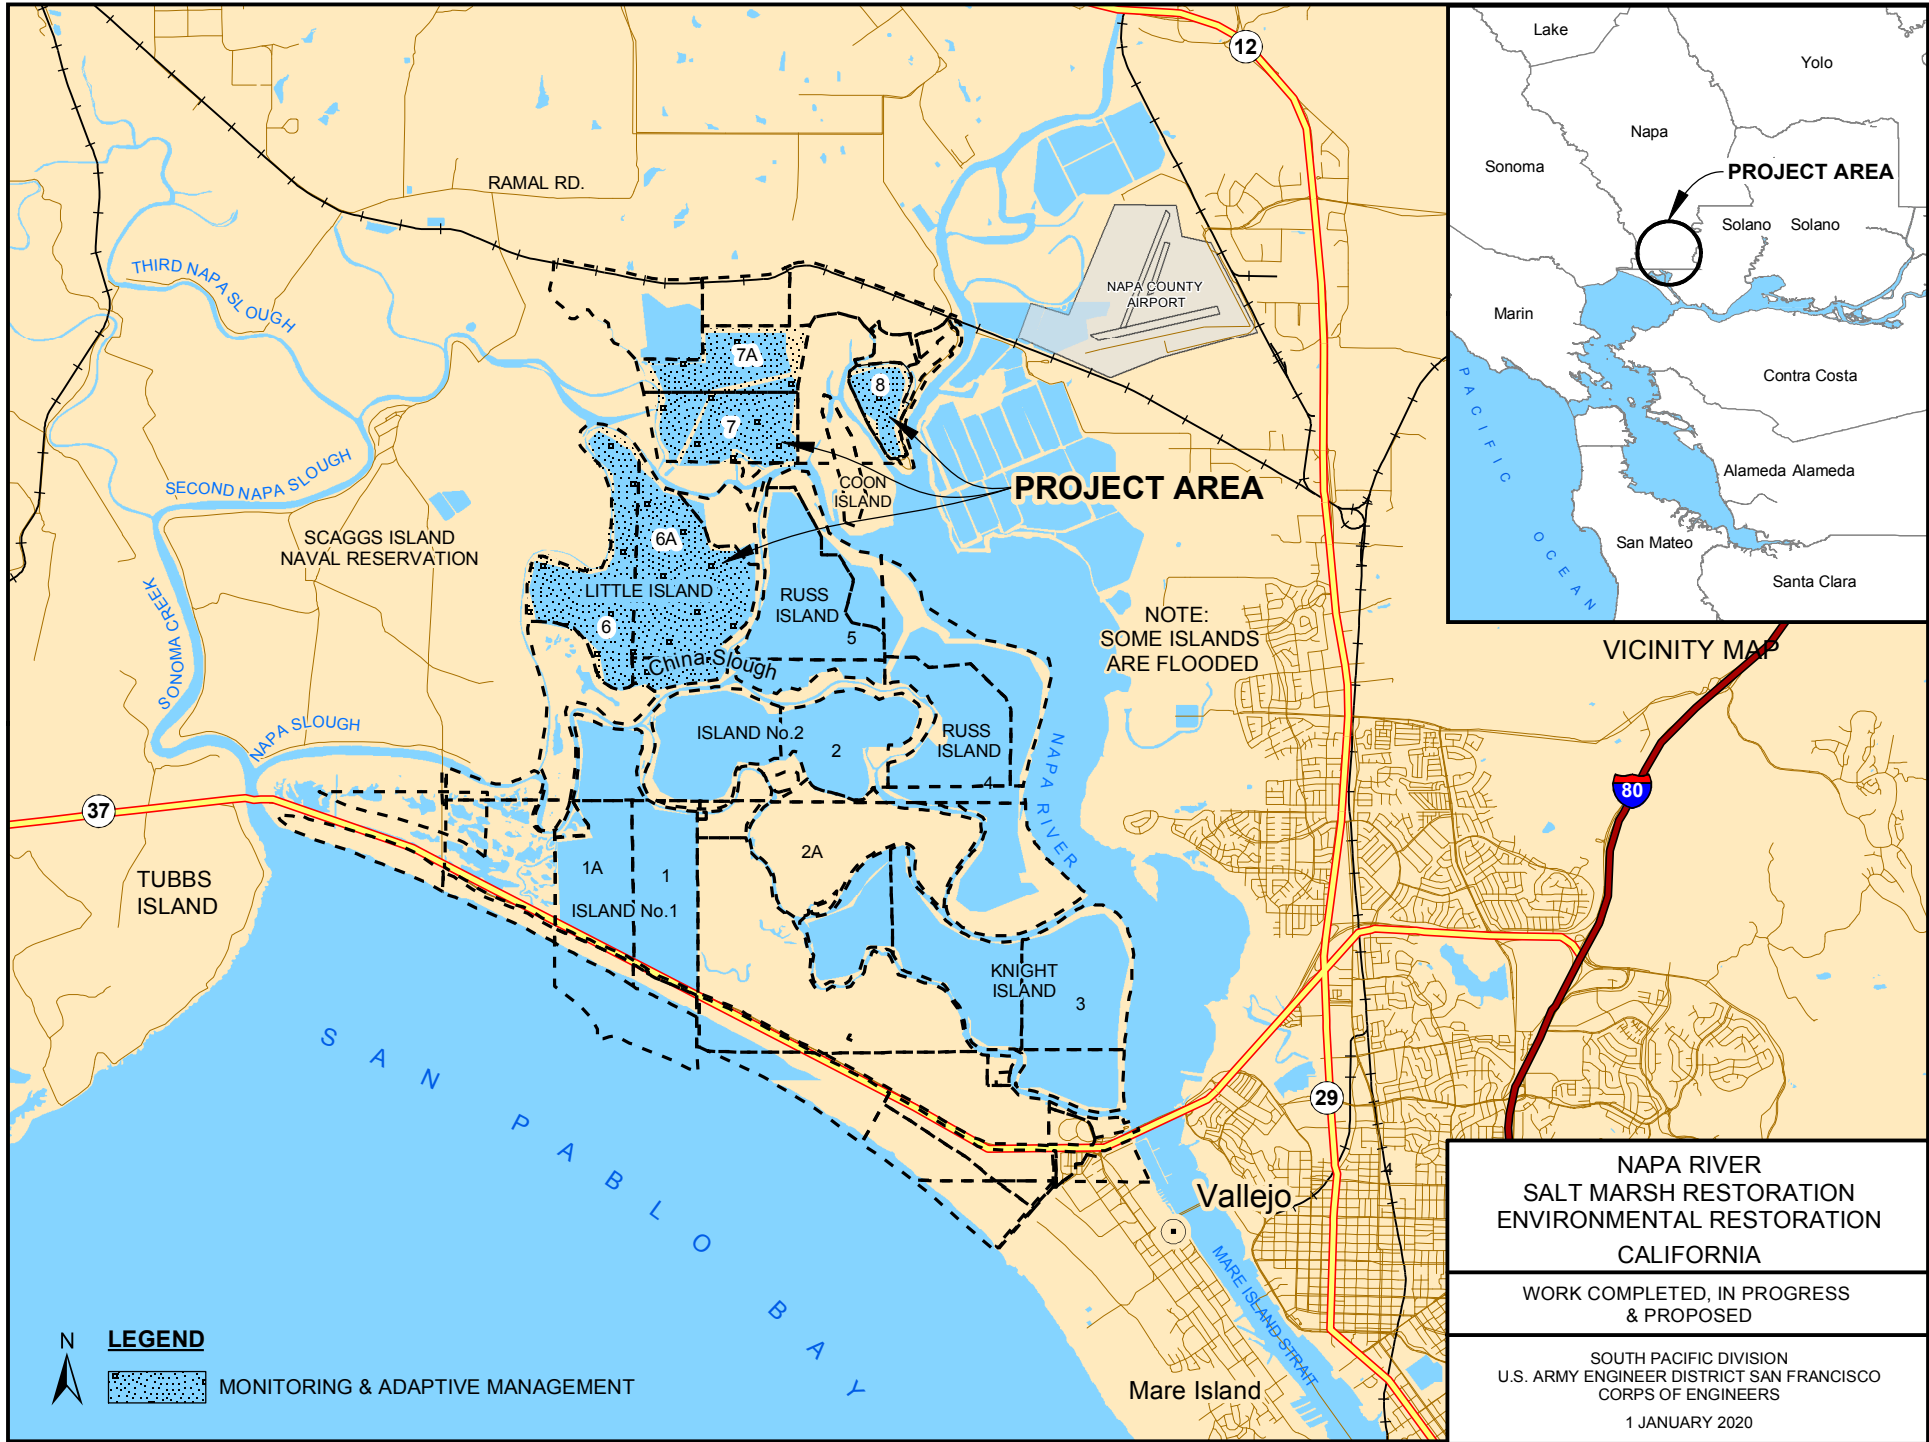 12
RAMAL RD.
THIRD NAPA SLOUGH
NAPA COUNTY
AIRPORT
7A
8
7
PROJECT AREA
COON
ISLAND
SECOND NAPA SLOUGH
SCAGGS ISLAND
NAVAL RESERVATION
6A
LITTLE ISLAND
6
RUSS
ISLAND
5
NOTE:
SOME ISLANDS
ARE FLOODED
China Slough
SONOMA CREEK
NAPA SLOUGH
ISLAND No.2
2
RUSS
ISLAND
4
NAPA RIVER
37
TUBBS
ISLAND
1A
1
ISLAND No.1
2A
KNIGHT
ISLAND
3
80
29
SAN PABLO BAY
Vallejo
MARE ISLAND STRAIT
Mare Island
N
LEGEND
MONITORING & ADAPTIVE MANAGEMENT
Lake
Yolo
Napa
Sonoma
PROJECT AREA
Solano Solano
Marin
Contra Costa
PACIFIC OCEAN
Alameda Alameda
San Mateo
Santa Clara
VICINITY MAP
NAPA RIVER
SALT MARSH RESTORATION
ENVIRONMENTAL RESTORATION
CALIFORNIA
WORK COMPLETED, IN PROGRESS
& PROPOSED
SOUTH PACIFIC DIVISION
U.S. ARMY ENGINEER DISTRICT SAN FRANCISCO
CORPS OF ENGINEERS
1 JANUARY 2020